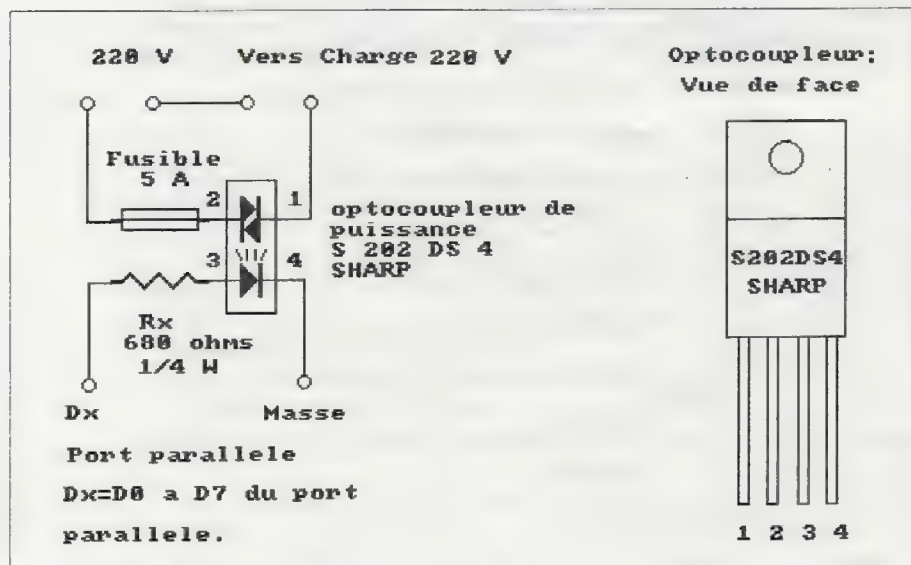 220 V Vers Charge 220 V
Fusible
5 A
2 1
3 4
optocoupleur de
puissance
S 202 DS 4
SHARP
Rx
680 ohms
1/4 W
Dx Masse
Port parallele
Dx=D0 a D7 du port
parallele.
Optocoupleur:
Vue de face
S202DS4
SHARP
1 2 3 4